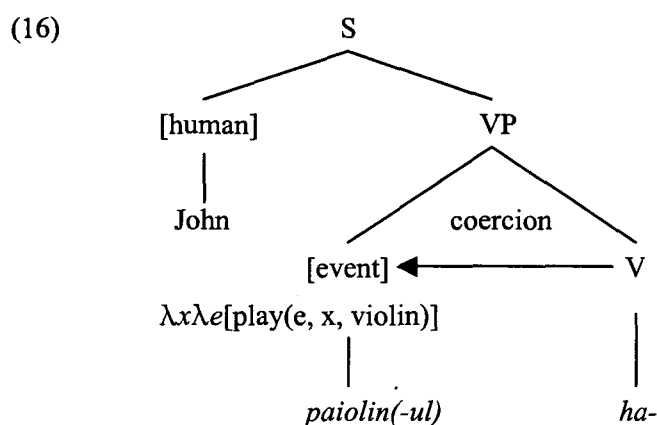 (16) S
[human] VP
John coercion
[event] V
λxλe[play(e, x, violin)]
paiolin(-ul) ha-